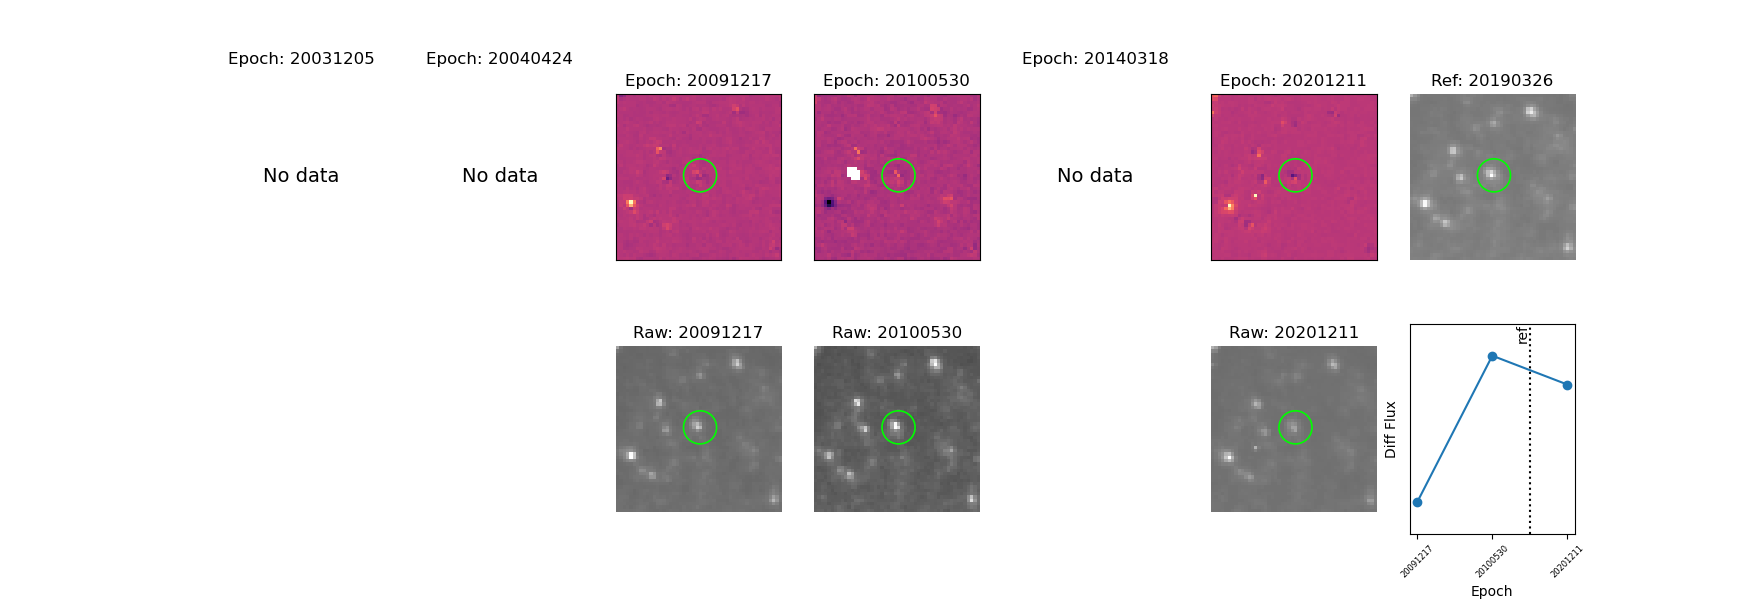 Epoch: 20031205
Epoch: 20040424
Epoch: 20091217
Epoch: 20100530
Epoch: 20140318
Epoch: 20201211
Ref: 20190326
No data
No data
No data
Raw: 20091217
Raw: 20100530
Raw: 20201211
ref
Diff Flux
20091217
20100530
20201211
Epoch